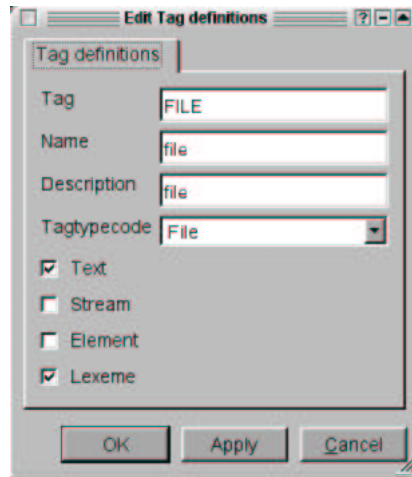 Edit Tag definitions
Tag definitions
Tag FILE
Name file
Description file
Tagtypecode File
Text
Stream
Element
Lexeme
OK Apply Cancel